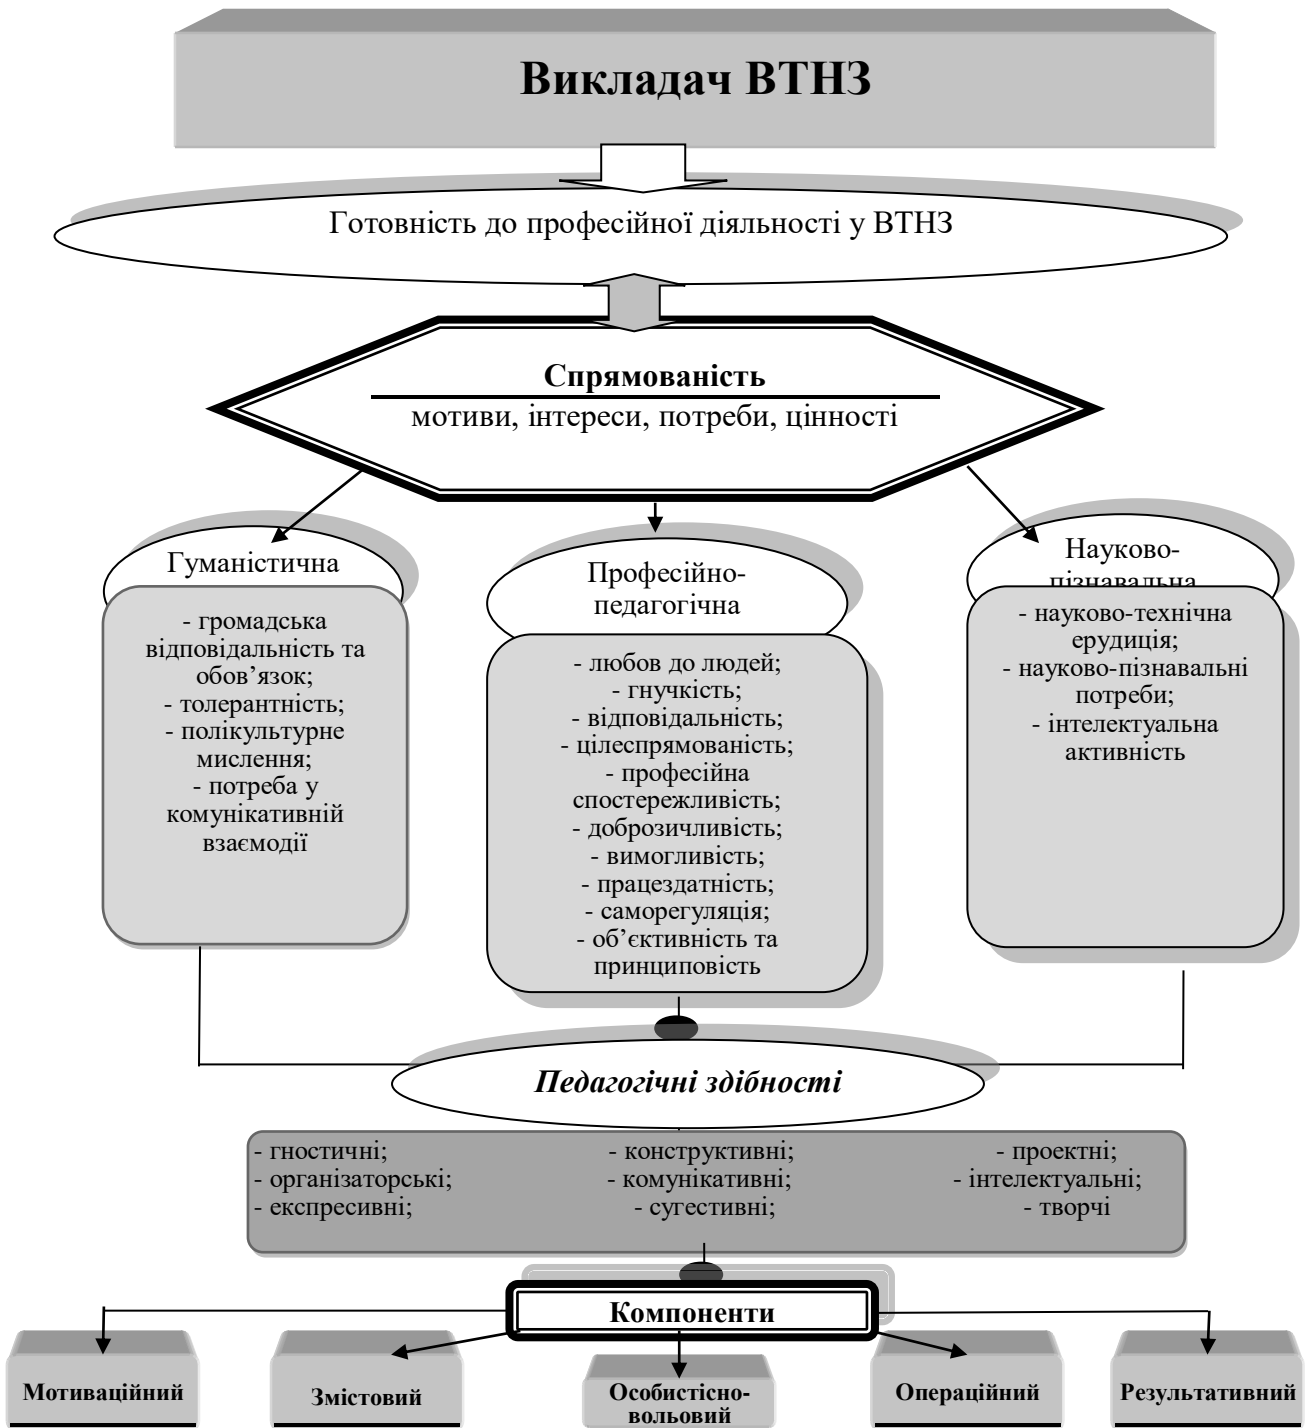 Викладач ВТНЗ
Готовність до професійної діяльності у ВТНЗ
Спрямованість
мотиви, інтереси, потреби, цінності
Гуманістична
- громадська
відповідальність та
обов’язок;
- толерантність;
- полікультурне
мислення;
- потреба у
комунікативній
взаємодії
Професійно-
педагогічна
- любов до людей;
- гнучкість;
- відповідальність;
- цілеспрямованість;
- професійна
спостережливість;
- доброзичливість;
- вимогливість;
- працездатність;
- саморегуляція;
- об’єктивність та
принциповість
Науково-
пізнавальна
- науково-технічна
ерудиція;
- науково-пізнавальні
потреби;
- інтелектуальна
активність
Педагогічні здібності
- гностичні; - конструктивні; - проектні;
- організаторські; - комунікативні; - інтелектуальні;
- експресивні; - сугестивні; - творчі
Компоненти
Мотиваційний
Змістовий
Особистісно-
вольовий
Операційний
Результативний